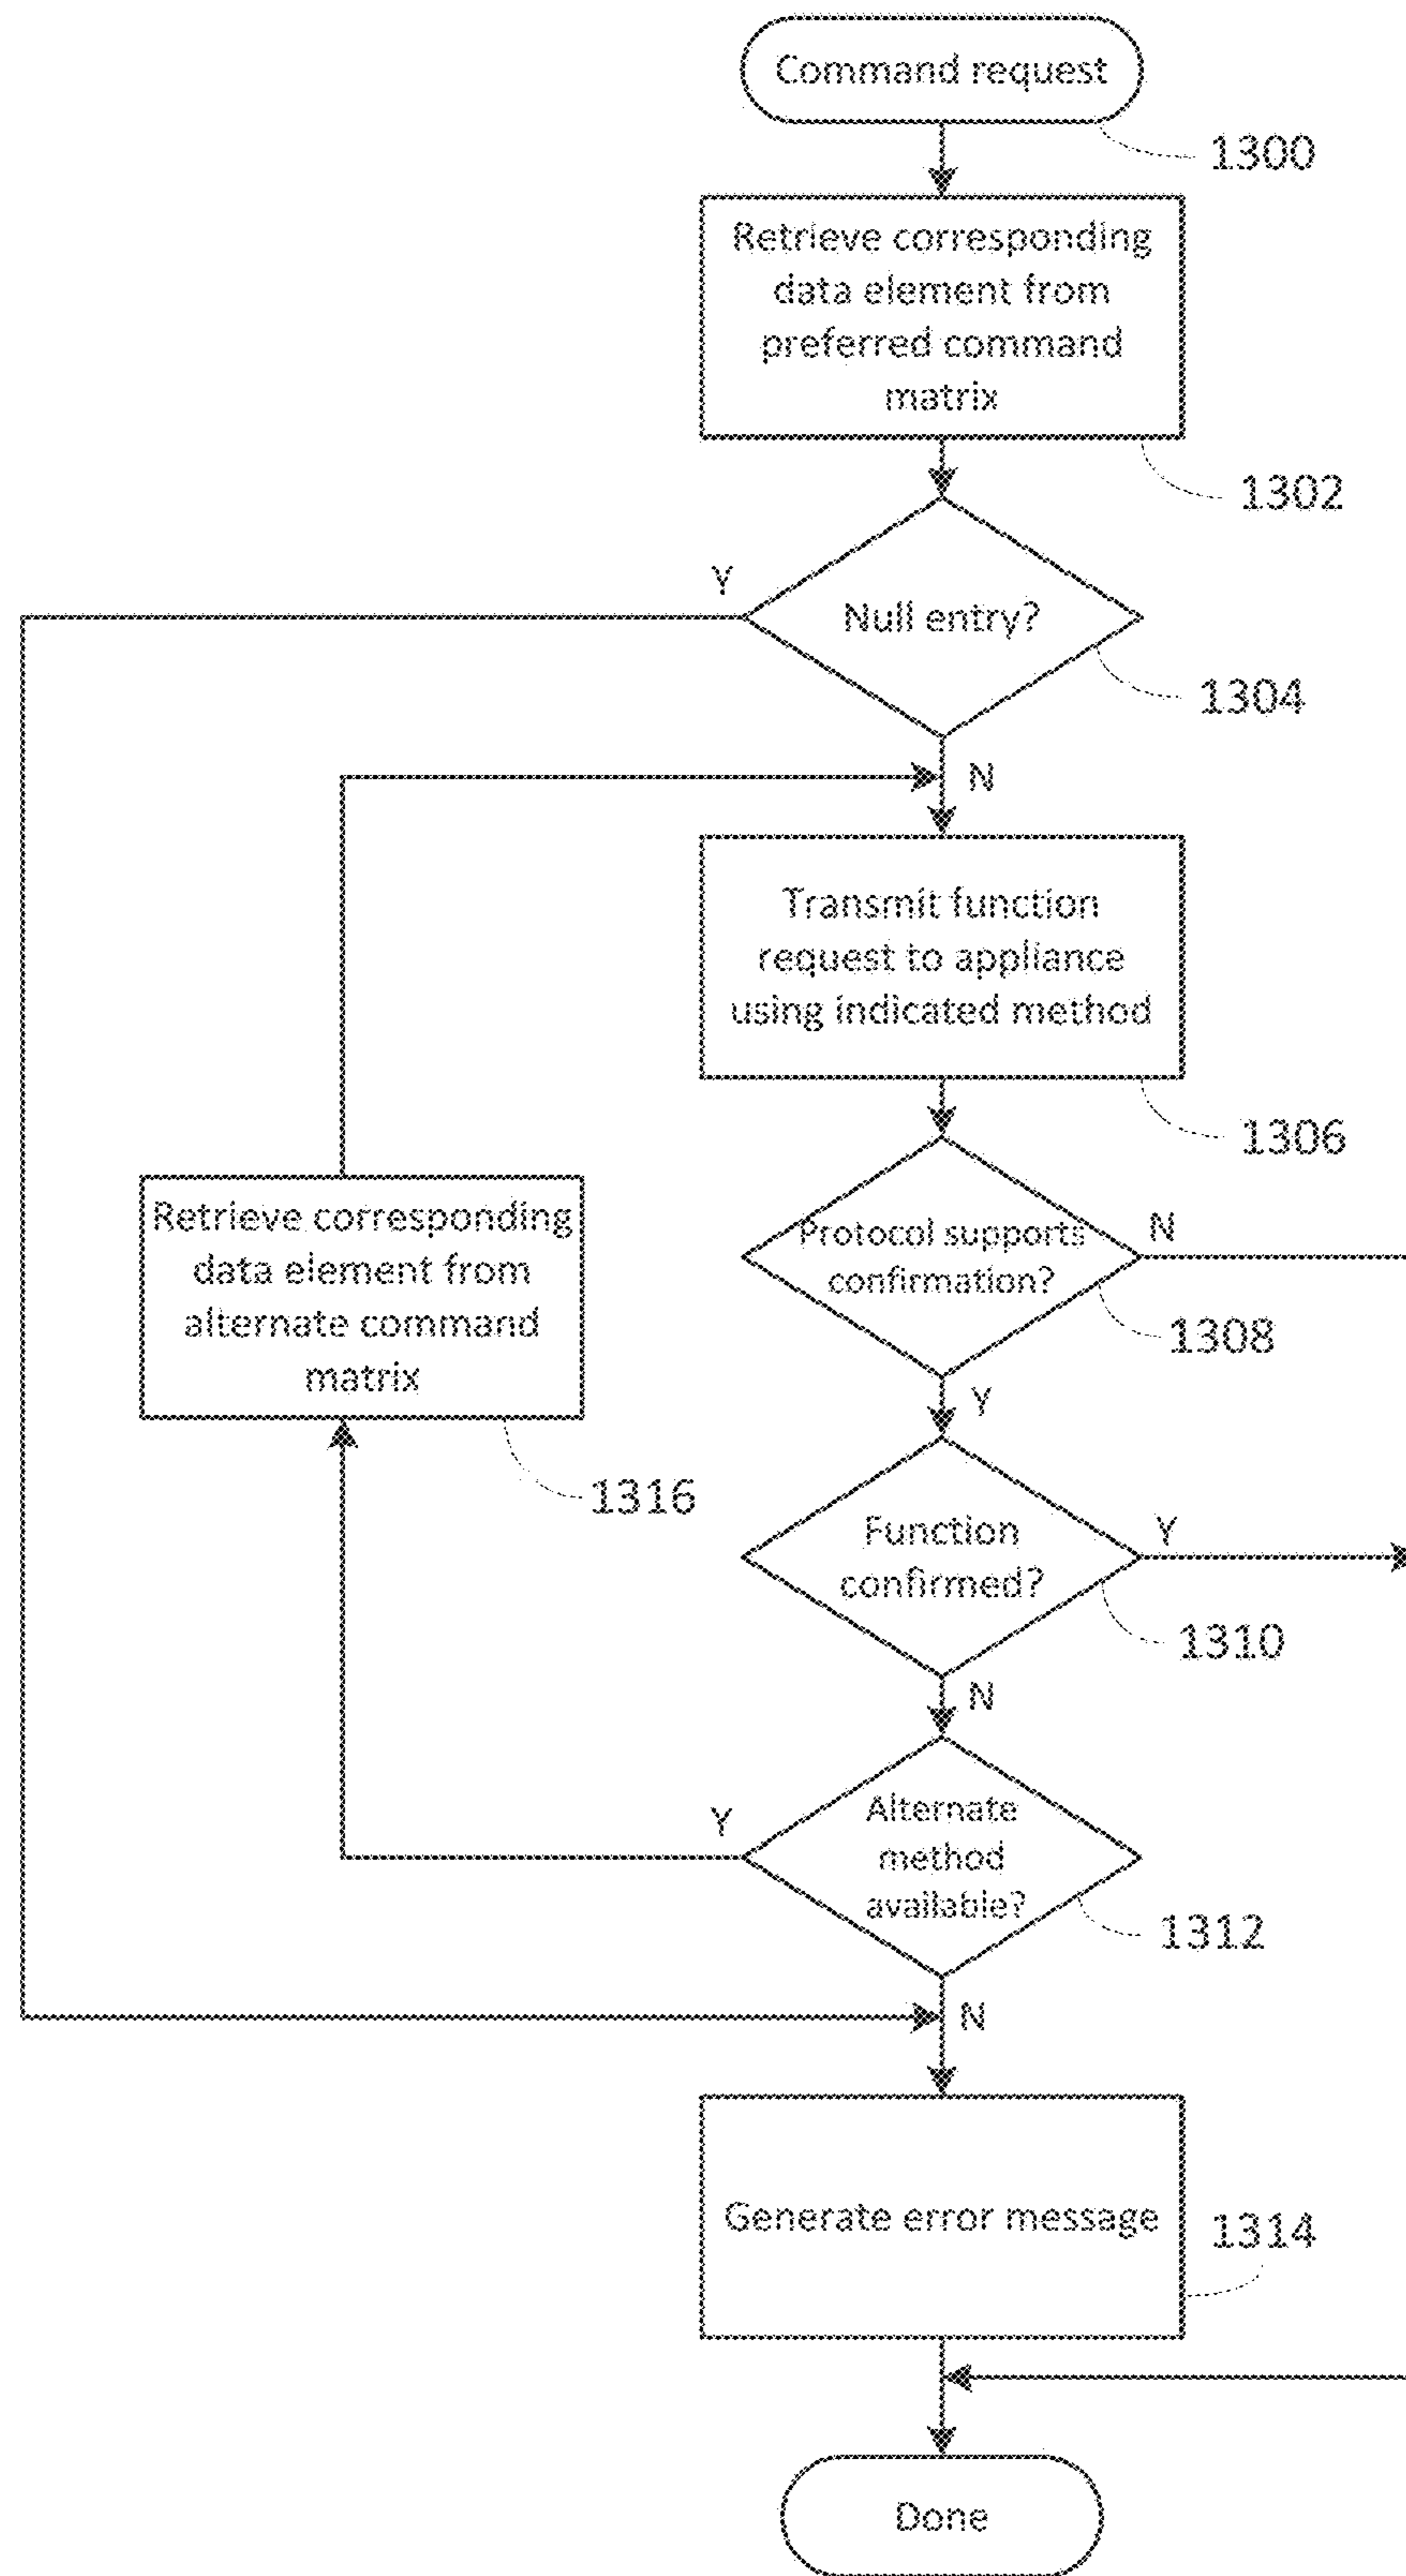 Command request
1300
Retrieve corresponding
data element from
preferred command
matrix
1302
Y
Null entry?
1304
N
Transmit function
request to appliance
using indicated method
1306
Retrieve corresponding
data element from
alternate command
matrix
1316
Protocol supports
confirmation?
N
1308
Y
Function
confirmed?
Y
1310
N
Alternate
method
available?
Y
1312
N
Generate error message
1314
Done